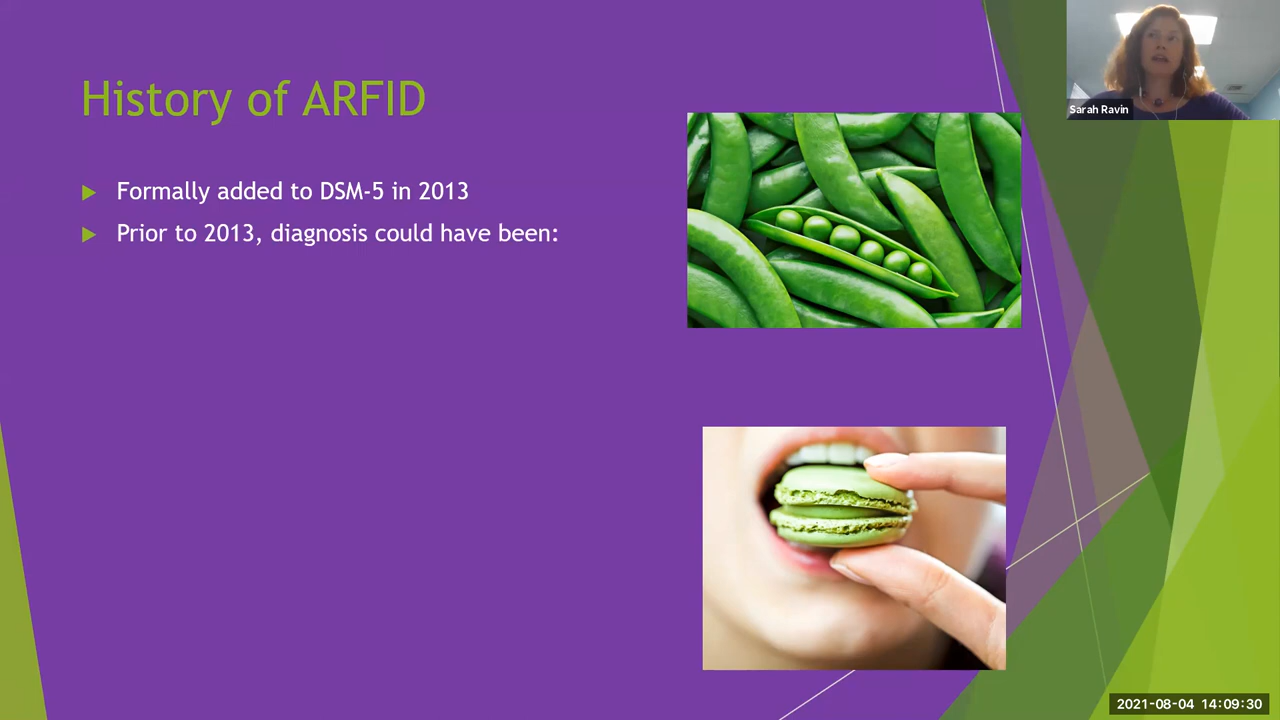 History of ARFID
Formally added to DSM-5 in 2013
Prior to 2013, diagnosis could have been:
Sarah Ravin
2021-08-04 14:09:30